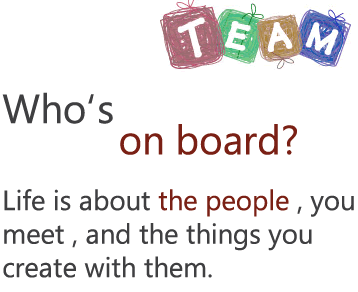 TEAM
Who‘s
on board?
Life is about the people , you
meet , and the things you
create with them.